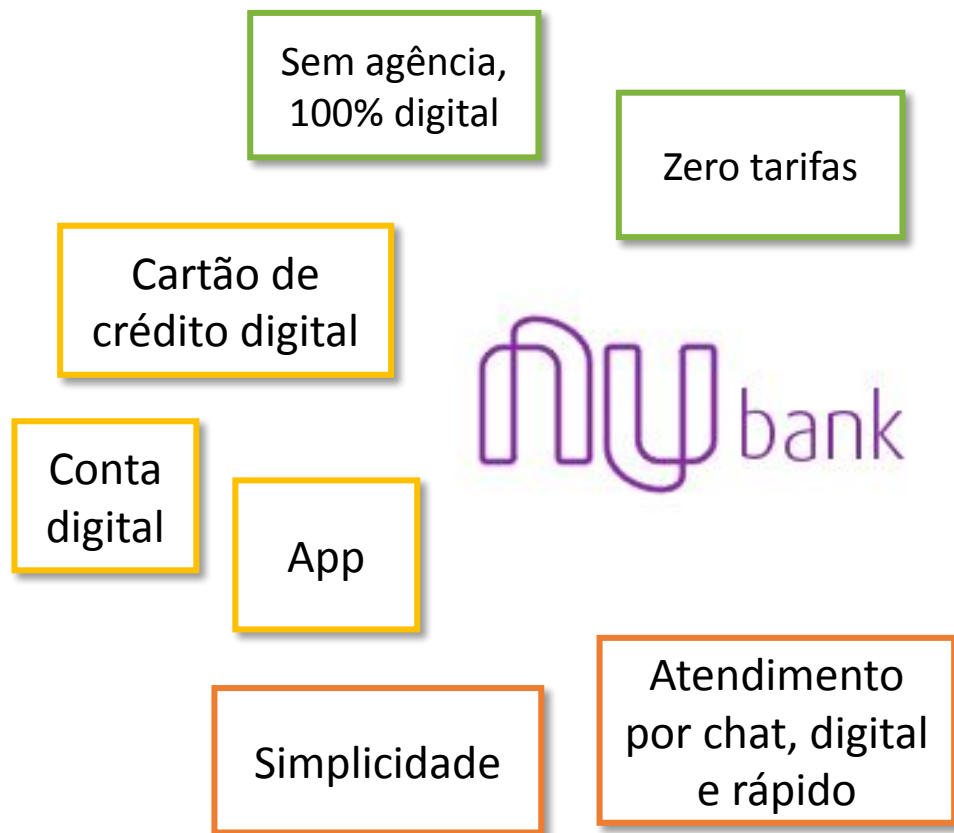 Sem agência,
100% digital
Zero tarifas
Cartão de
crédito digital
nu bank
Conta
digital
App
Simplicidade
Atendimento
por chat, digital
e rápido